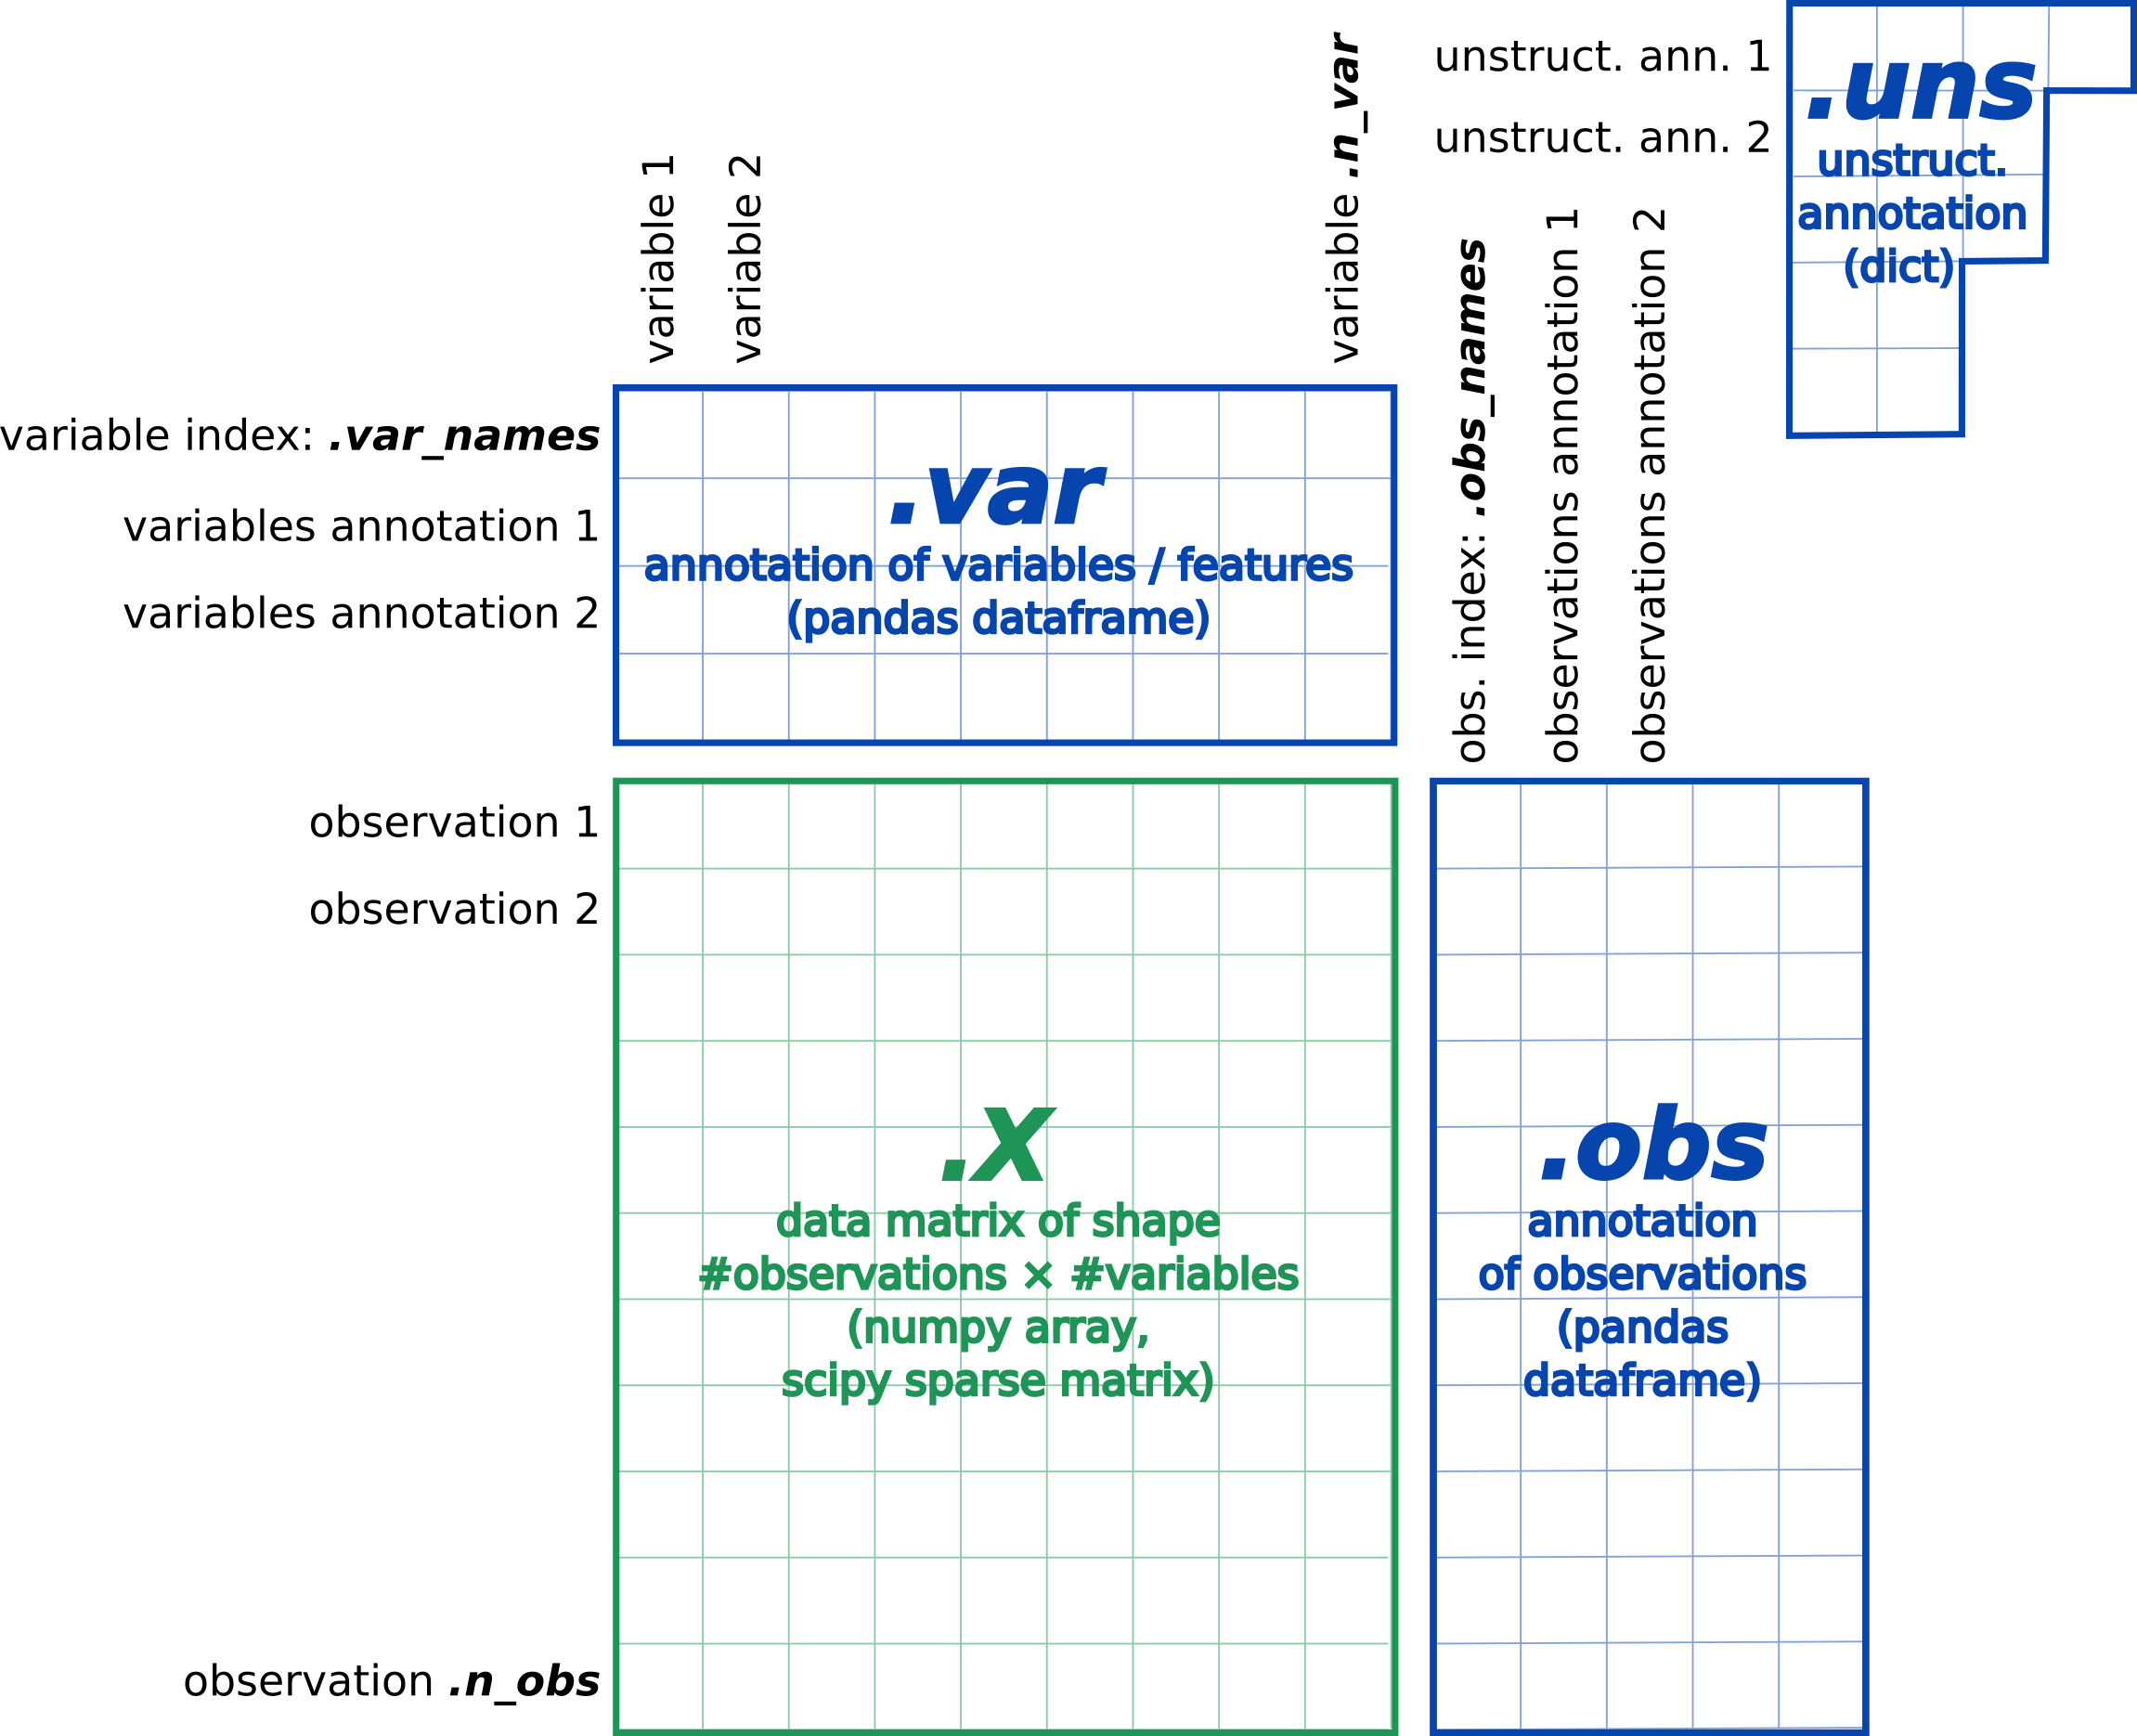 variable 1
variable 2
variable .n_var
unstruct. ann. 1
unstruct. ann. 2
.uns
unstruct.
annotation
(dict)
variable index: .var_names
variables annotation 1
variables annotation 2
.var
annotation of variables / features
(pandas dataframe)
obs. index: .obs_names
observations annotation 1
observations annotation 2
observation 1
observation 2
observation .n_obs
.X
data matrix of shape
#observations × #variables
(numpy array,
scipy sparse matrix)
.obs
annotation
of observations
(pandas
dataframe)